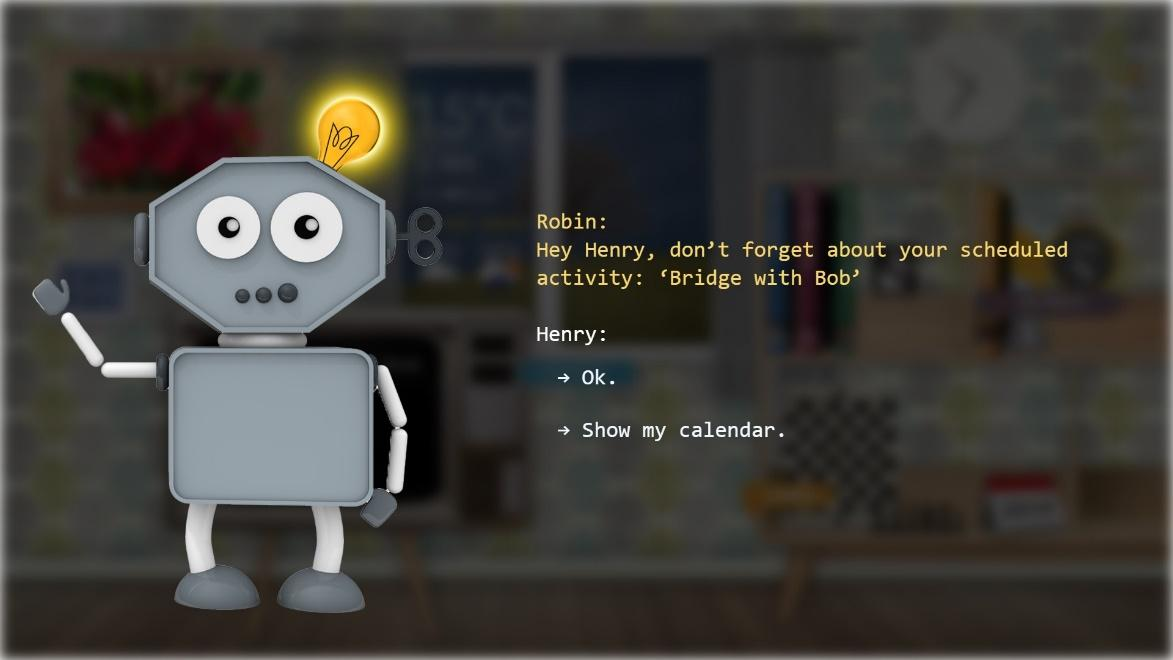 Robin:
Hey Henry, don’t forget about your scheduled
activity: ‘Bridge with Bob’
Henry:
→ Ok.
→ Show my calendar.